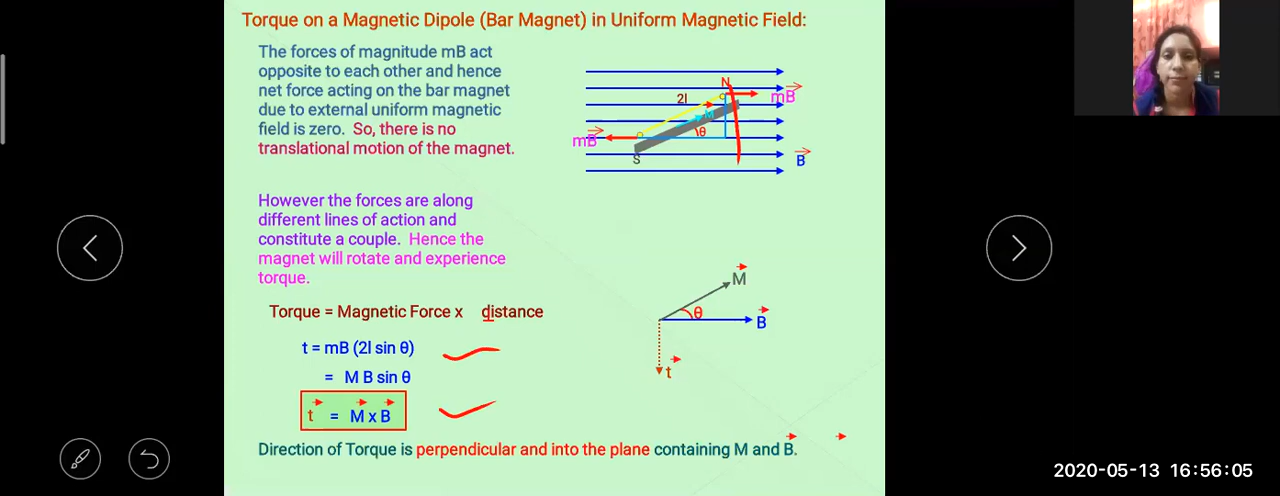 Torque on a Magnetic Dipole (Bar Magnet) in Uniform Magnetic Field:
The forces of magnitude mB act
opposite to each other and hence
net force acting on the bar magnet
due to external uniform magnetic
field is zero. So, there is no
translational motion of the magnet.
N
mB
2l
M
θ
mB
S
B
However the forces are along
different lines of action and
constitute a couple. Hence the
magnet will rotate and experience
torque.
M
θ
B
t
Torque = Magnetic Force x distance
t = mB (2l sin θ)
= M B sin θ
t = M x B
Direction of Torque is perpendicular and into the plane containing M and B.
2020-05-13 16:56:05